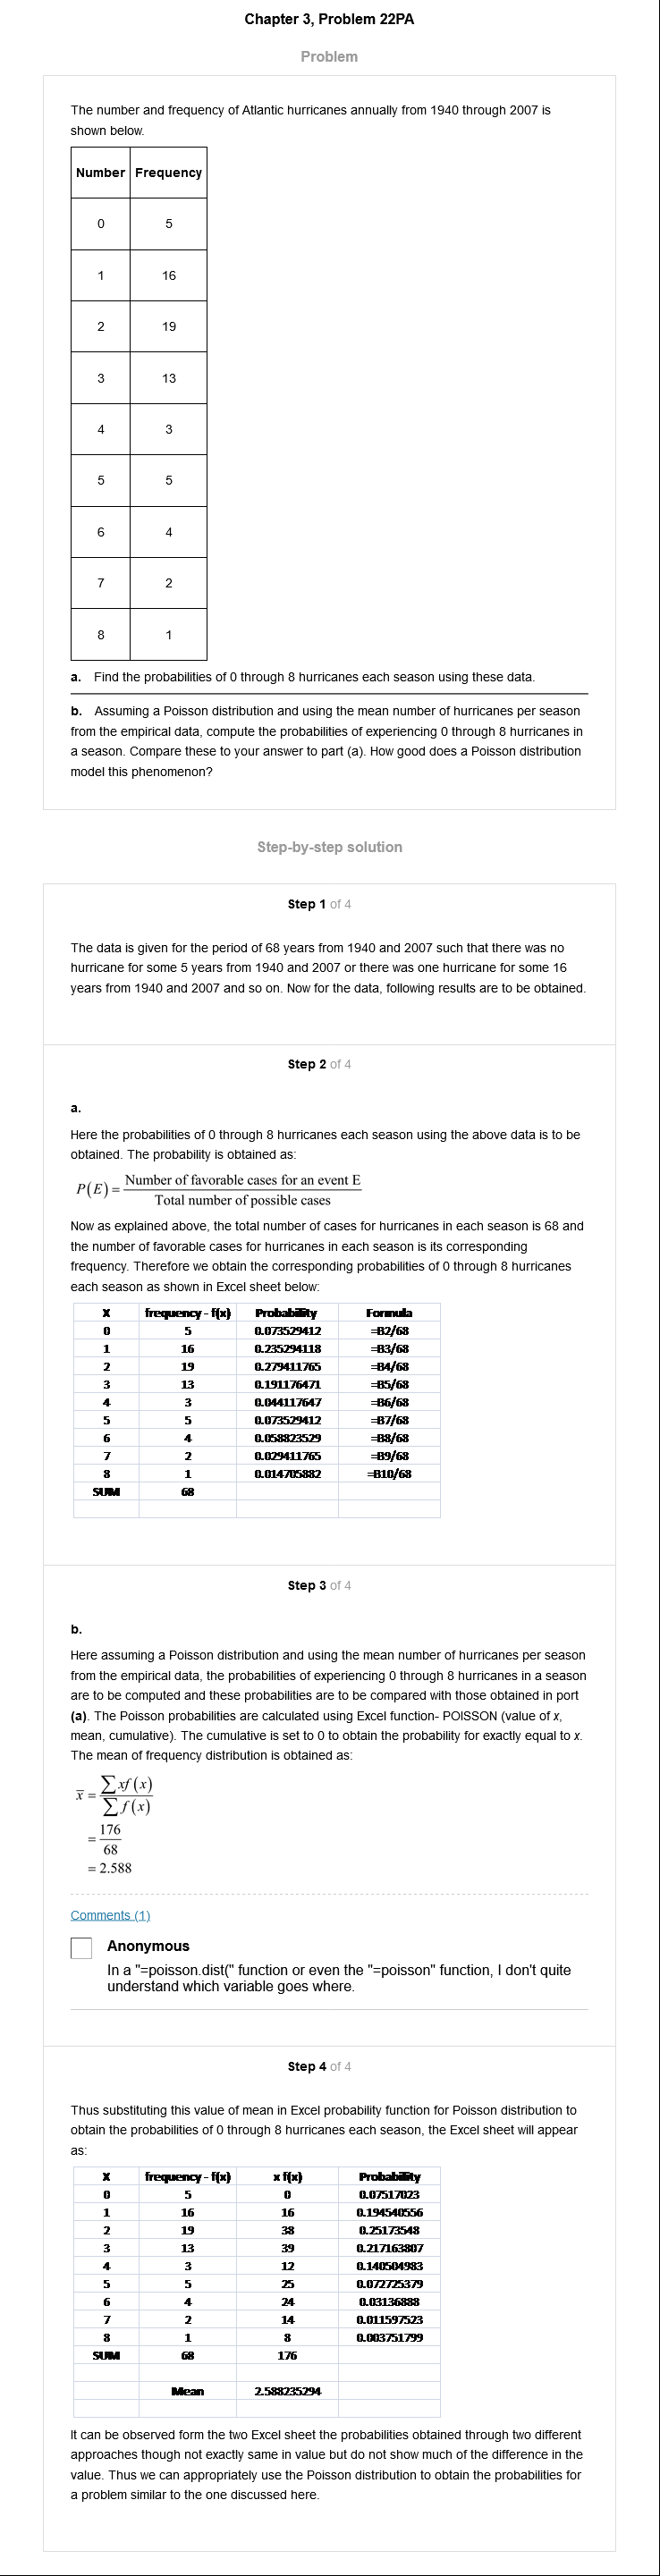 Chapter 3, Problem 22PA
Problem
The number and frequency of Atlantic hurricanes annually from 1940 through 2007 is
shown below.
Number Frequency
0 5
1 16
2 19
3 13
4 3
5 5
6 4
7 2
8 1
a. Find the probabilities of 0 through 8 hurricanes each season using these data.
b. Assuming a Poisson distribution and using the mean number of hurricanes per season
from the empirical data, compute the probabilities of experiencing 0 through 8 hurricanes in
a season. Compare these to your answer to part (a). How good does a Poisson distribution
model this phenomenon?
Step-by-step solution
Step 1 of 4
The data is given for the period of 68 years from 1940 and 2007 such that there was no
hurricane for some 5 years from 1940 and 2007 or there was one hurricane for some 16
years from 1940 and 2007 and so on. Now for the data, following results are to be obtained.
Step 2 of 4
a.
Here the probabilities of 0 through 8 hurricanes each season using the above data is to be
obtained. The probability is obtained as:
P(E) = Number of favorable cases for an event E
Total number of possible cases
Now as explained above, the total number of cases for hurricanes in each season is 68 and
the number of favorable cases for hurricanes in each season is its corresponding
frequency. Therefore we obtain the corresponding probabilities of 0 through 8 hurricanes
each season as shown in Excel sheet below:
X frequency - f(x) Probability Formula
0 5 0.073529412 =B2/68
1 16 0.235294118 =B3/68
2 19 0.279411765 =B4/68
3 13 0.191176471 =B5/68
4 3 0.044117647 =B6/68
5 5 0.073529412 =B7/68
6 4 0.058823529 =B8/68
7 2 0.029411765 =B9/68
8 1 0.014705882 =B10/68
SUM 68
Step 3 of 4
b.
Here assuming a Poisson distribution and using the mean number of hurricanes per season
from the empirical data, the probabilities of experiencing 0 through 8 hurricanes in a season
are to be computed and these probabilities are to be compared with those obtained in port
(a). The Poisson probabilities are calculated using Excel function- POISSON (value of x,
mean, cumulative). The cumulative is set to 0 to obtain the probability for exactly equal to x.
The mean of frequency distribution is obtained as:
x̄ = ∑xf(x)
∑f(x)
= 176
68
= 2.588
Comments (1)
Anonymous
In a "=poisson.dist(" function or even the "=poisson" function, I don't quite
understand which variable goes where.
Step 4 of 4
Thus substituting this value of mean in Excel probability function for Poisson distribution to
obtain the probabilities of 0 through 8 hurricanes each season, the Excel sheet will appear
as:
X frequency - f(x) x f(x) Probability
0 5 0 0.07517023
1 16 16 0.194540556
2 19 38 0.25173548
3 13 39 0.217163807
4 3 12 0.140504983
5 5 25 0.072725379
6 4 24 0.03136888
7 2 14 0.011597523
8 1 8 0.003751799
SUM 68 176
Mean 2.588235294
It can be observed form the two Excel sheet the probabilities obtained through two different
approaches though not exactly same in value but do not show much of the difference in the
value. Thus we can appropriately use the Poisson distribution to obtain the probabilities for
a problem similar to the one discussed here.